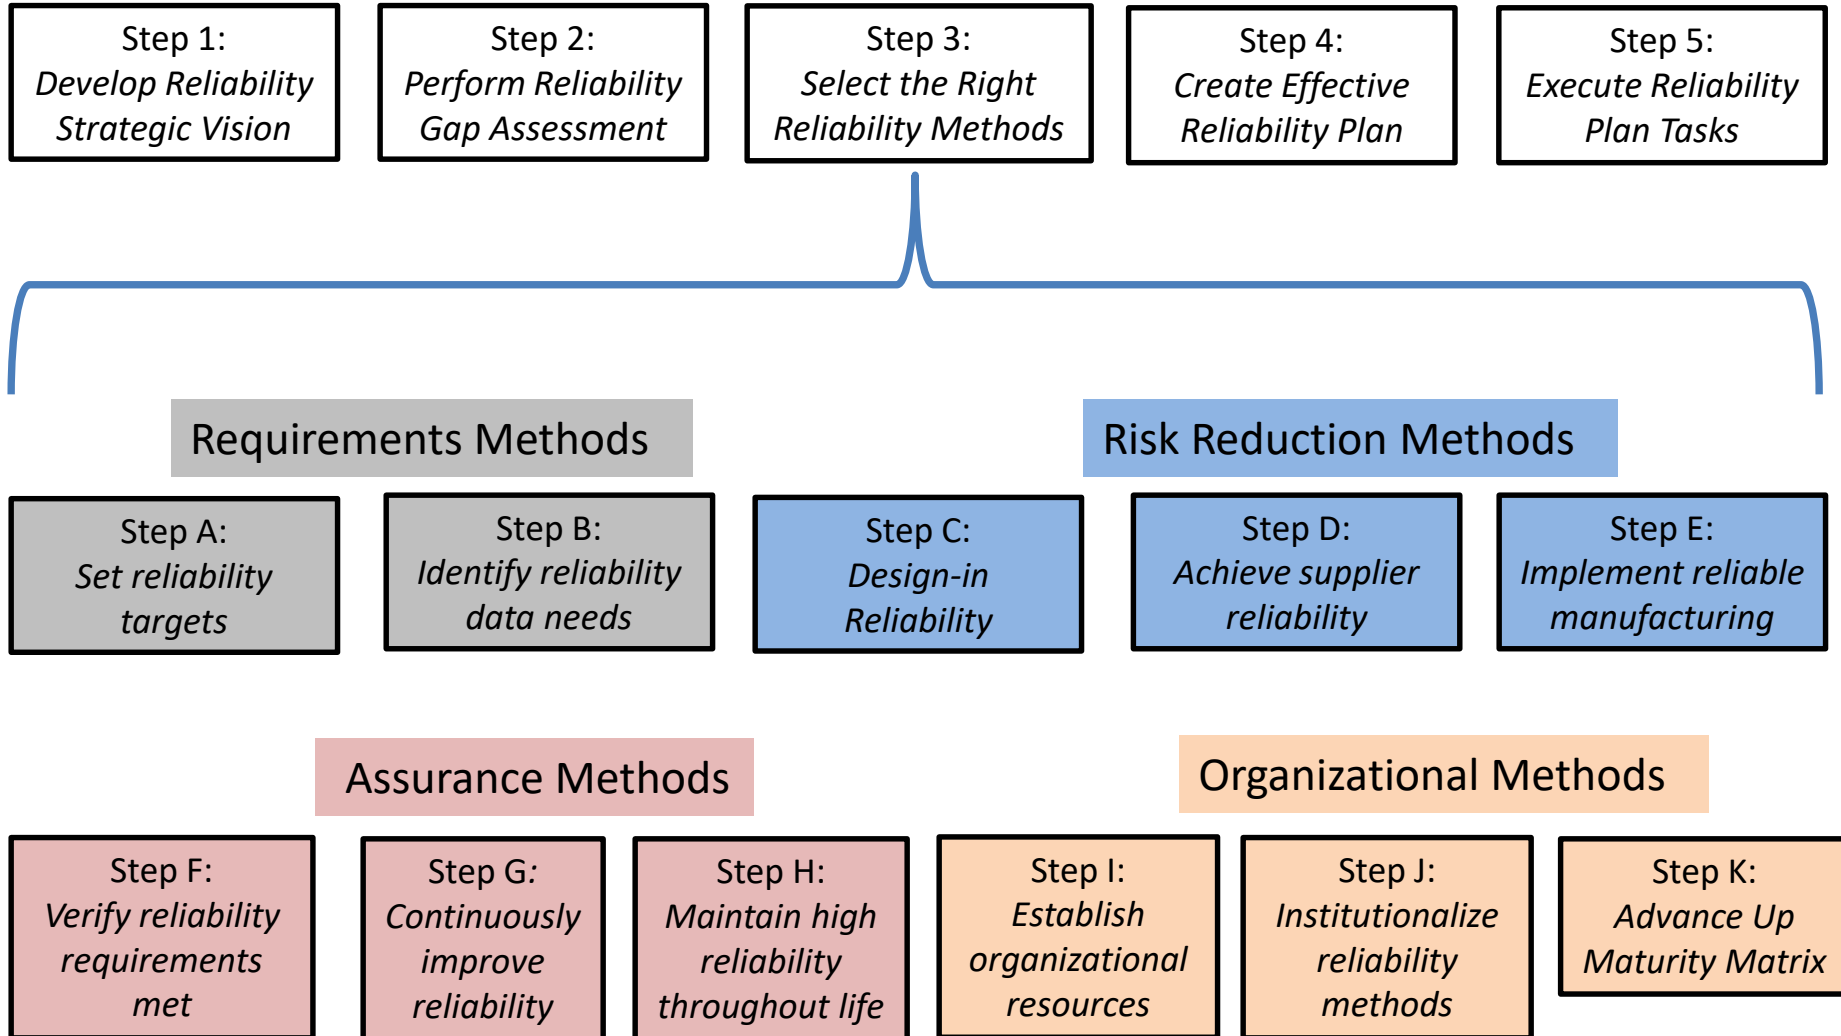 Step 1:
Develop Reliability
Strategic Vision
Step 2:
Perform Reliability
Gap Assessment
Step 3:
Select the Right
Reliability Methods
Step 4:
Create Effective
Reliability Plan
Step 5:
Execute Reliability
Plan Tasks
Requirements Methods
Risk Reduction Methods
Step A:
Set reliability
targets
Step B:
Identify reliability
data needs
Step C:
Design-in
Reliability
Step D:
Achieve supplier
reliability
Step E:
Implement reliable
manufacturing
Assurance Methods
Organizational Methods
Step F:
Verify reliability
requirements
met
Step G:
Continuously
improve
reliability
Step H:
Maintain high
reliability
throughout life
Step I:
Establish
organizational
resources
Step J:
Institutionalize
reliability
methods
Step K:
Advance Up
Maturity Matrix